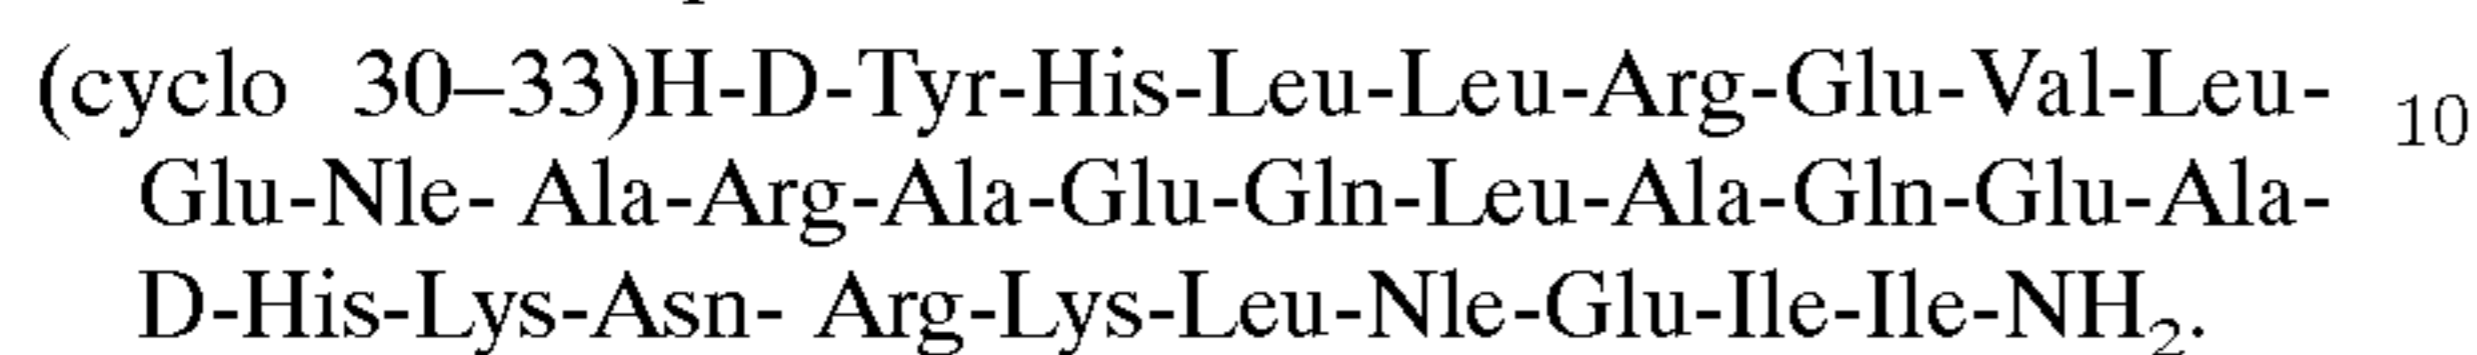 (cyclo 30–33)H-D-Tyr-His-Leu-Leu-Arg-Glu-Val-Leu- 10
Glu-Nle- Ala-Arg-Ala-Glu-Gln-Leu-Ala-Gln-Glu-Ala-
D-His-Lys-Asn- Arg-Lys-Leu-Nle-Glu-Ile-Ile-NH₂.